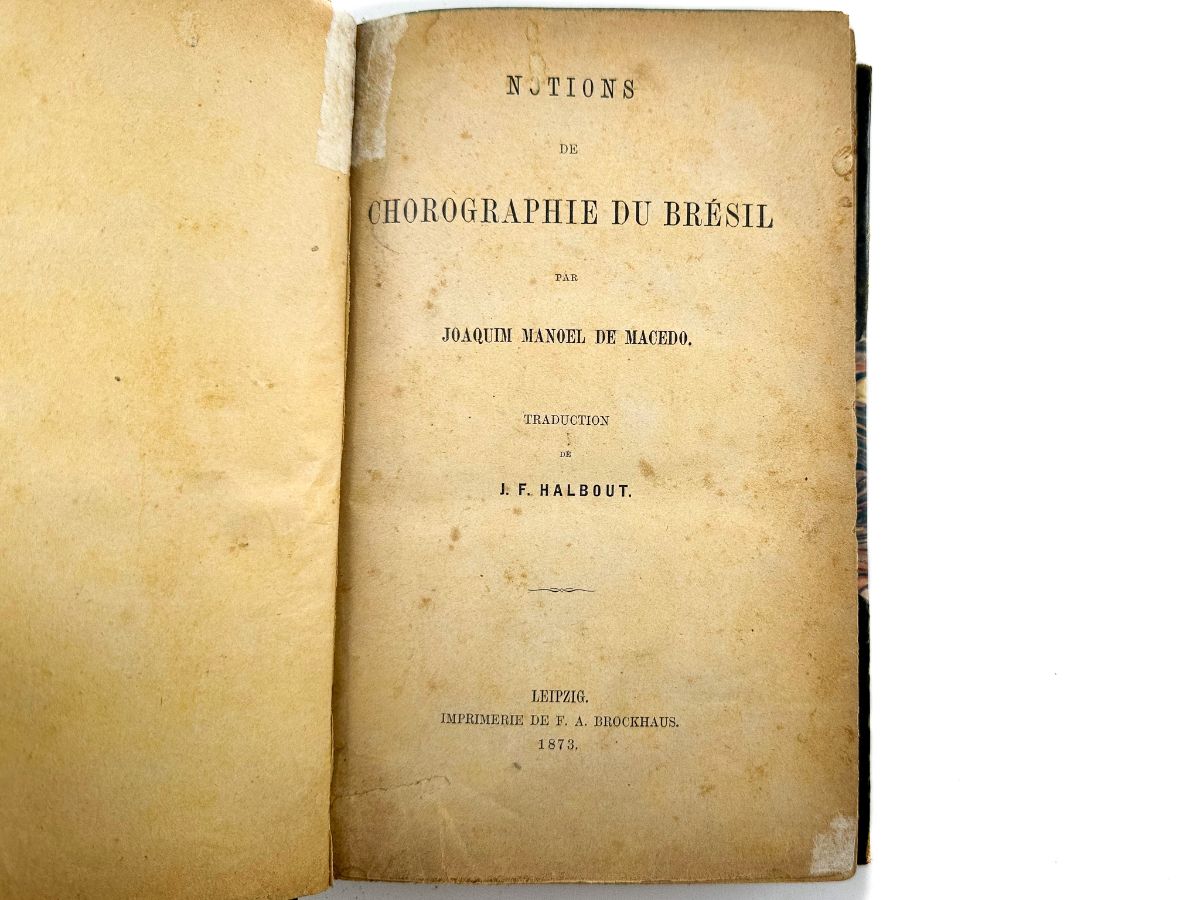 NOTIONS
DE
CHOROGRAPHIE DU BRÉSIL
PAR
JOAQUIM MANOEL DE MACEDO.
TRADUCTION
DE
J. F. HALBOUT.
LEIPZIG.
IMPRIMERIE DE F. A. BROCKHAUS.
1873.